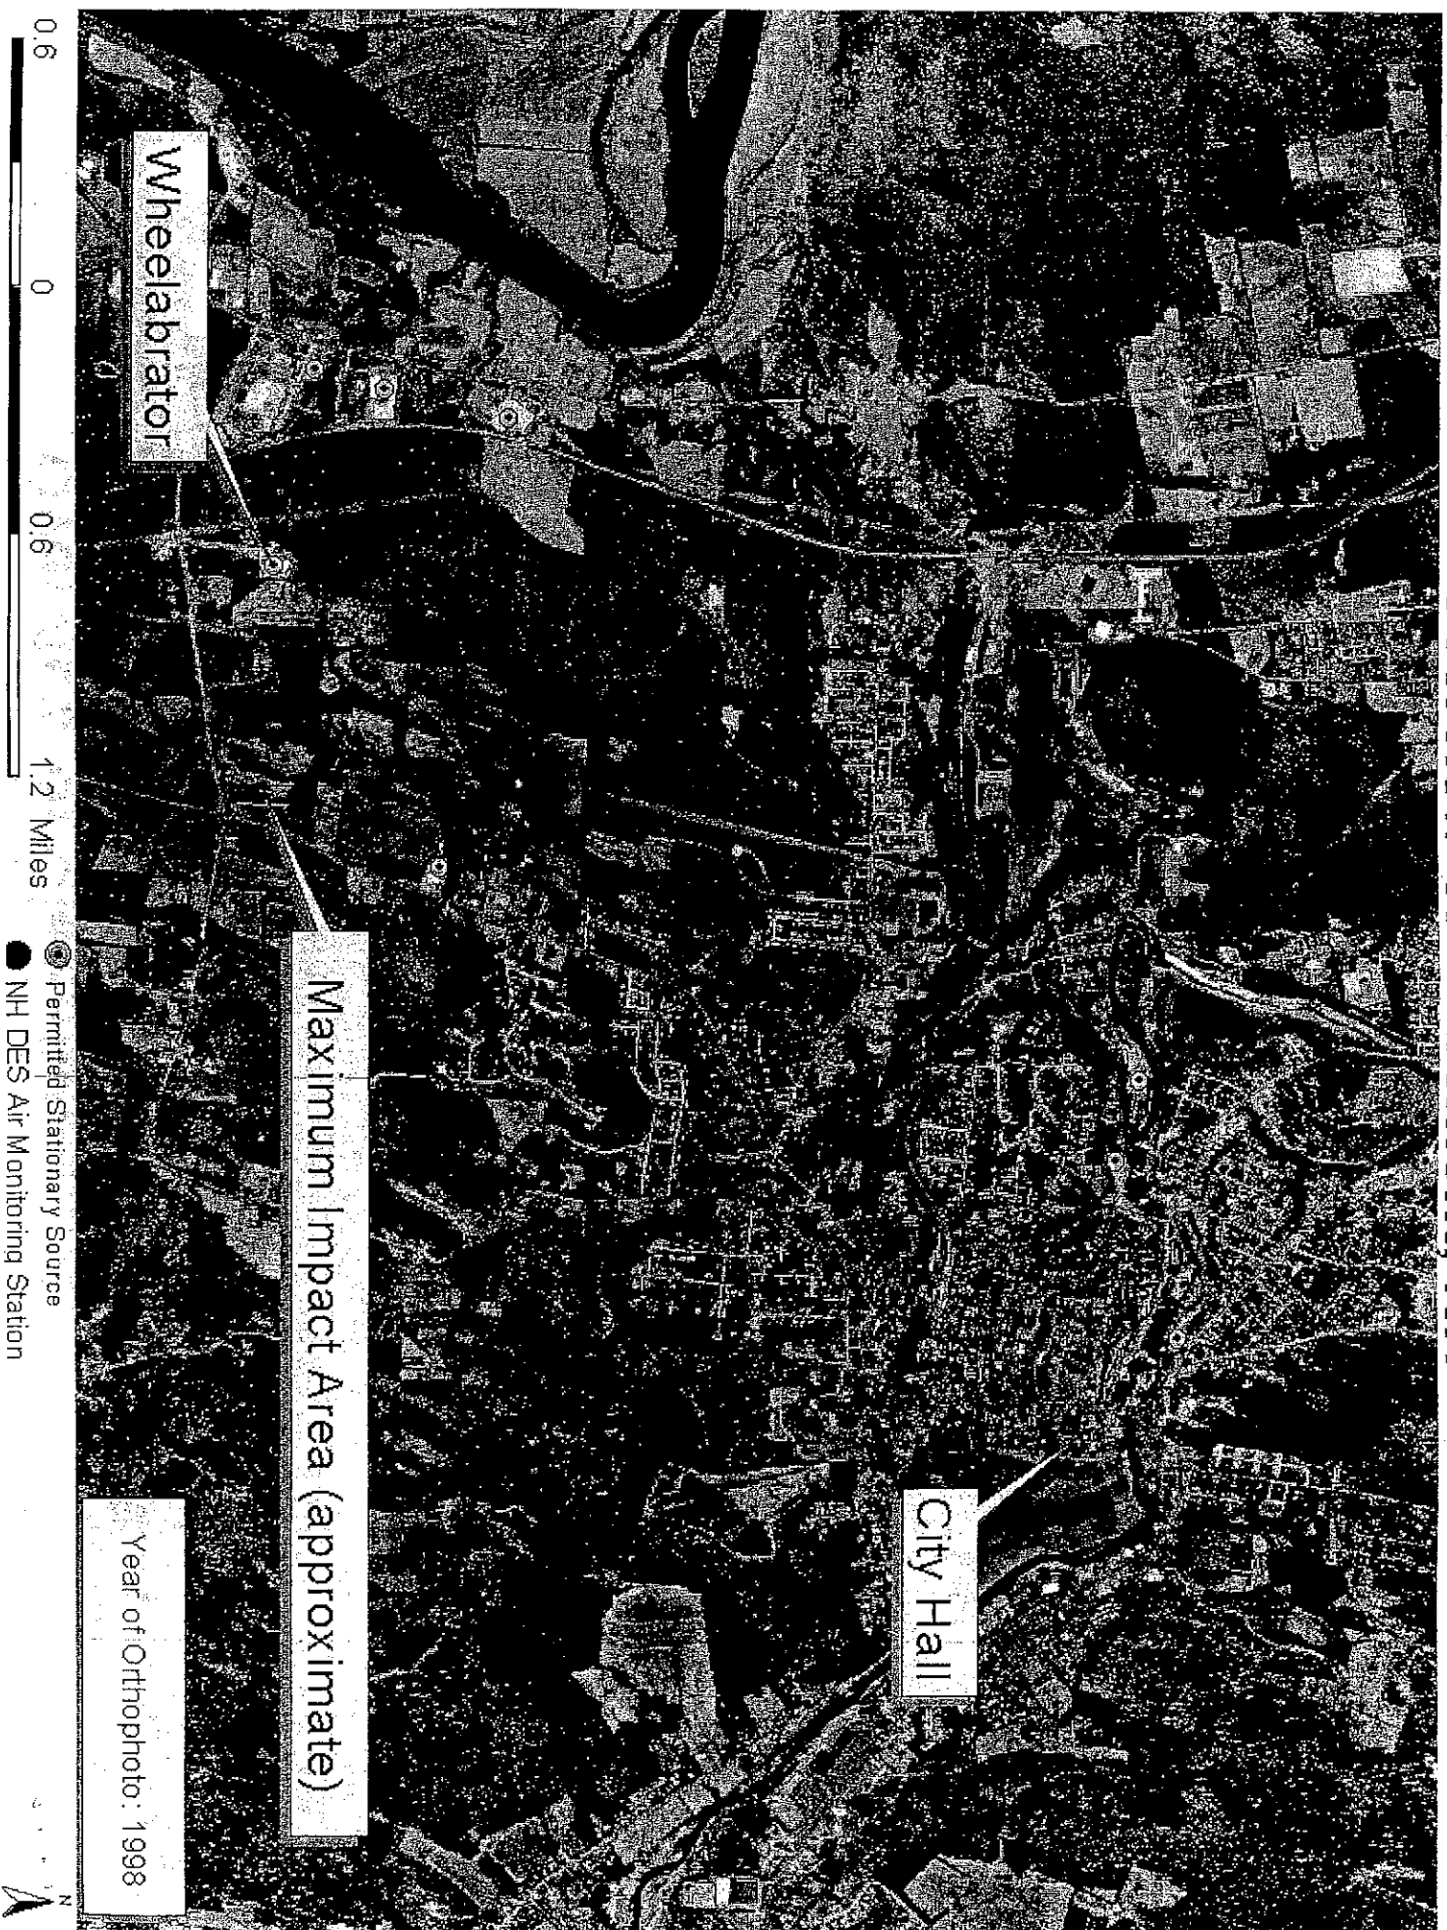 City Hall
Maximum Impact Area (approximate)
Wheelabrator
Year of Orthophoto: 1998
0.6 0 0.6 1.2 Miles
Permitted Stationary Source
NH DES Air Monitoring Station
N